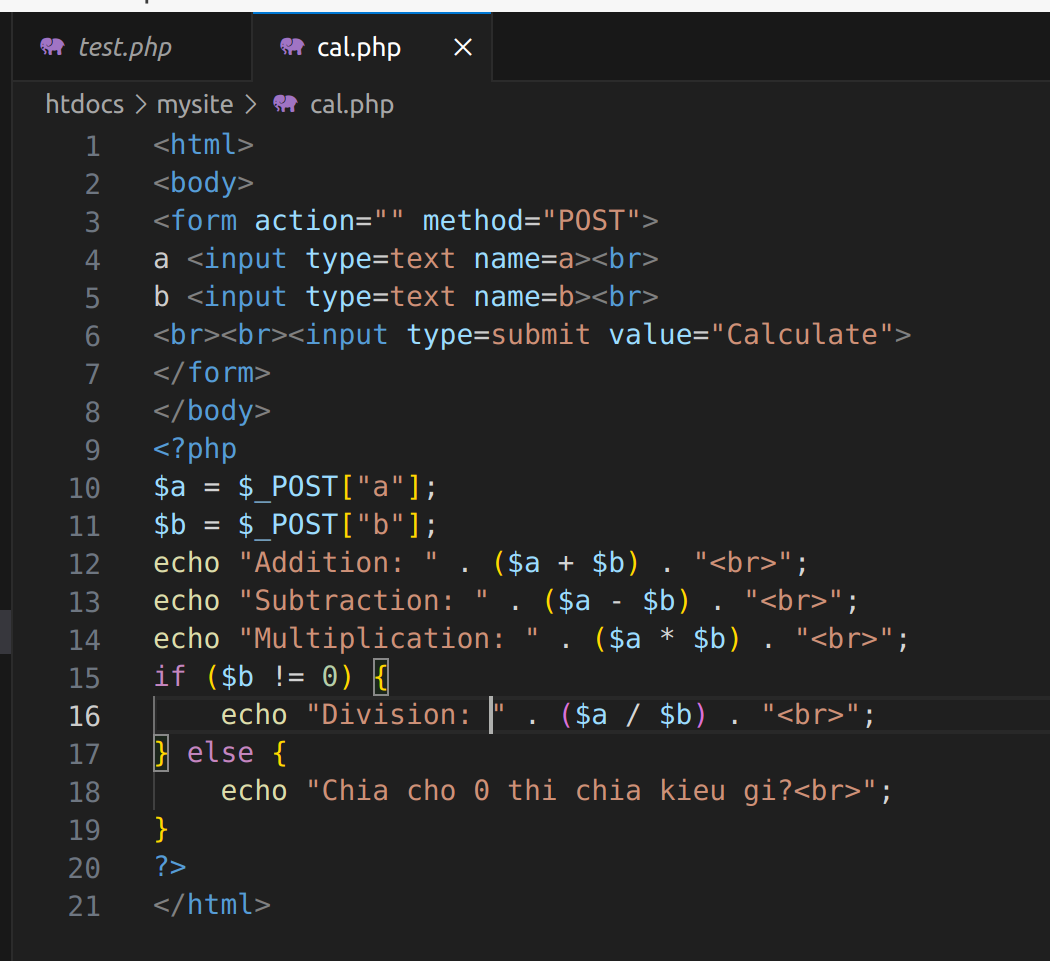 test.php
cal.php
htdocs > mysite > cal.php
1 <html>
2 <body>
3 <form action="" method="POST">
4 a <input type=text name=a><br>
5 b <input type=text name=b><br>
6 <br><br><input type=submit value="Calculate">
7 </form>
8 </body>
9 <?php
10 $a = $_POST["a"];
11 $b = $_POST["b"];
12 echo "Addition: " . ($a + $b) . "<br>";
13 echo "Subtraction: " . ($a - $b) . "<br>";
14 echo "Multiplication: " . ($a * $b) . "<br>";
15 if ($b != 0) {
16     echo "Division: " . ($a / $b) . "<br>";
17 } else {
18     echo "Chia cho 0 thi chia kieu gi?<br>";
19 }
20 ?>
21 </html>